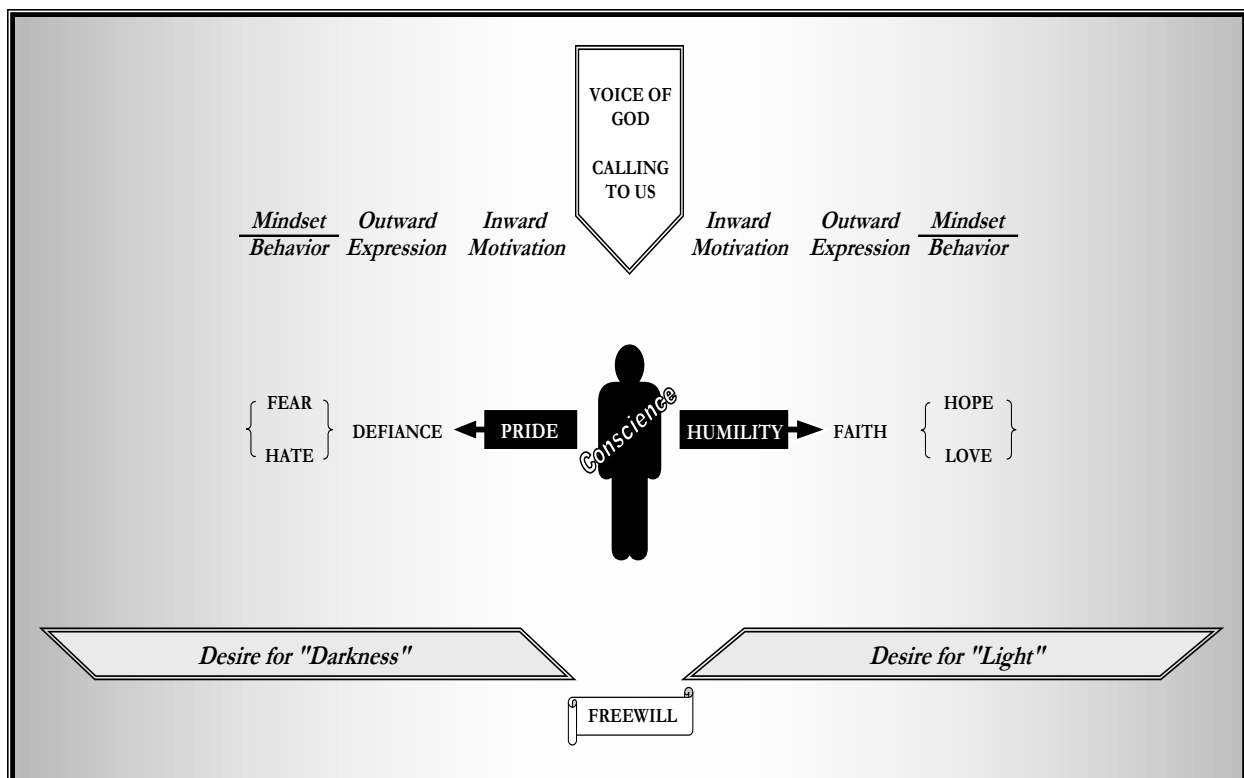 VOICE OF
GOD
CALLING
TO US
Mindset
Behavior
Outward
Expression
Inward
Motivation
Inward
Motivation
Outward
Expression
Mindset
Behavior
FEAR
HATE
DEFIANCE
PRIDE
Conscience
HUMILITY
FAITH
HOPE
LOVE
Desire for "Darkness"
Desire for "Light"
FREEWILL